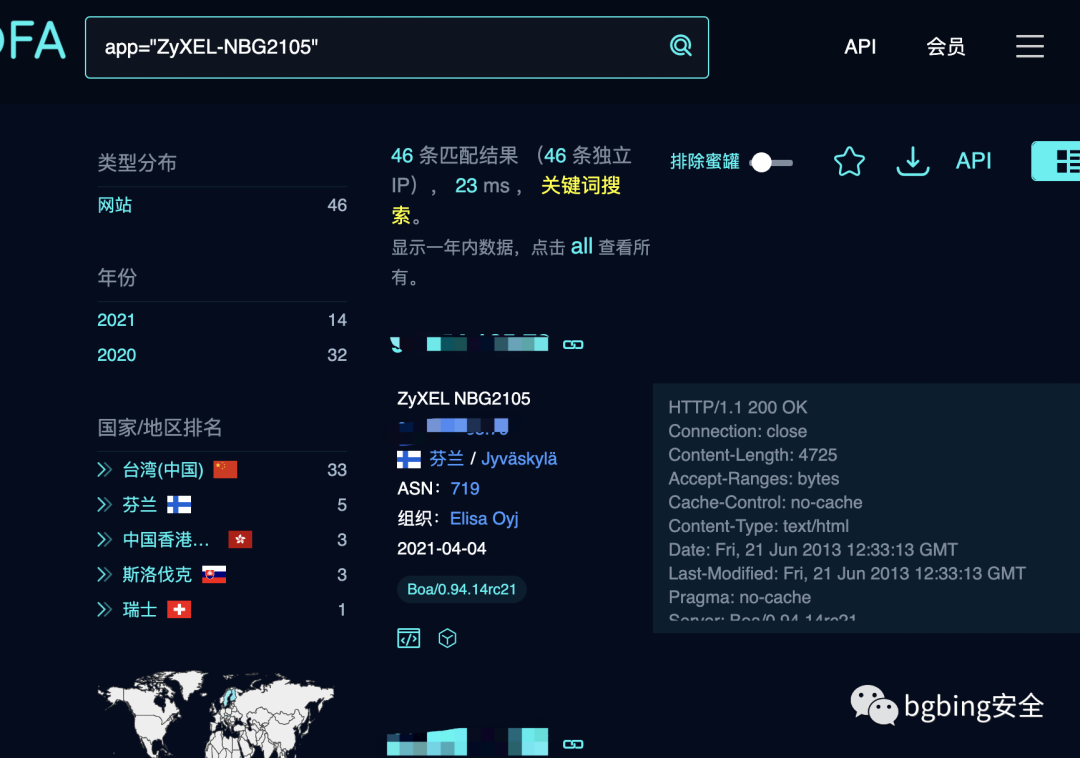 FA
app="ZyXEL-NBG2105"
API
会员
类型分布
网站 46
年份
2021 14
2020 32
国家/地区排名
台湾(中国) 33
芬兰 5
中国香港... 3
斯洛伐克 3
瑞士 1
46 条匹配结果 （46 条独立
IP）， 23 ms， 关键词搜
索。
显示一年内数据，点击 all 查看所
有。
排除蜜罐
API
ZyXEL NBG2105
芬兰 / Jyväskylä
ASN：719
组织：Elisa Oyj
2021-04-04
Boa/0.94.14rc21
HTTP/1.1 200 OK
Connection: close
Content-Length: 4725
Accept-Ranges: bytes
Cache-Control: no-cache
Content-Type: text/html
Date: Fri, 21 Jun 2013 12:33:13 GMT
Last-Modified: Fri, 21 Jun 2013 12:33:13 GMT
Pragma: no-cache
Server: Boa/0.94.14rc21
bgbing安全